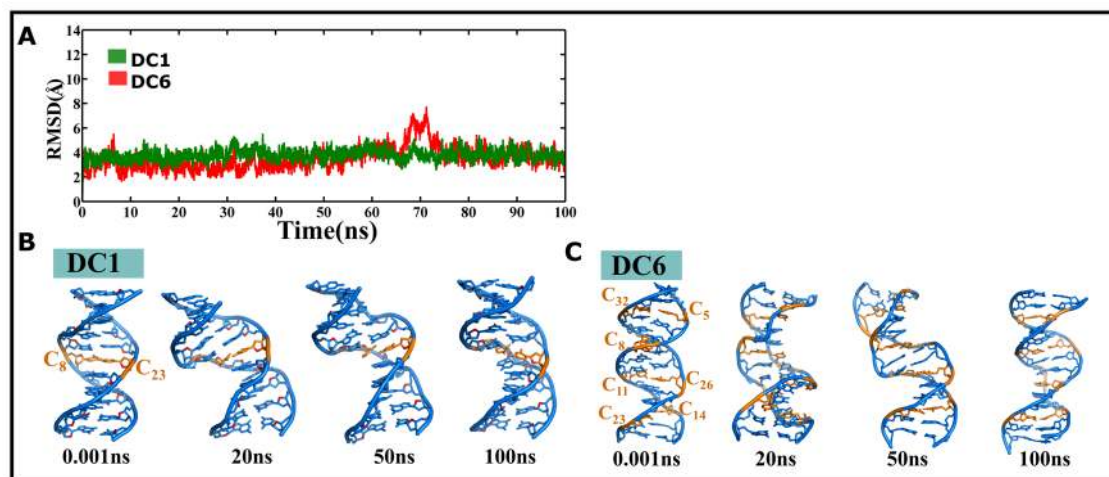 A
14
12
10
8
6
4
2
0
RMSD(Å)
DC1
DC6
0 10 20 30 40 50 60 70 80 90 100
Time(ns)
B
DC1
C8
C23
0.001ns 20ns 50ns 100ns
C
DC6
C32
C5
C8
C11
C26
C23
C14
0.001ns 20ns 50ns 100ns